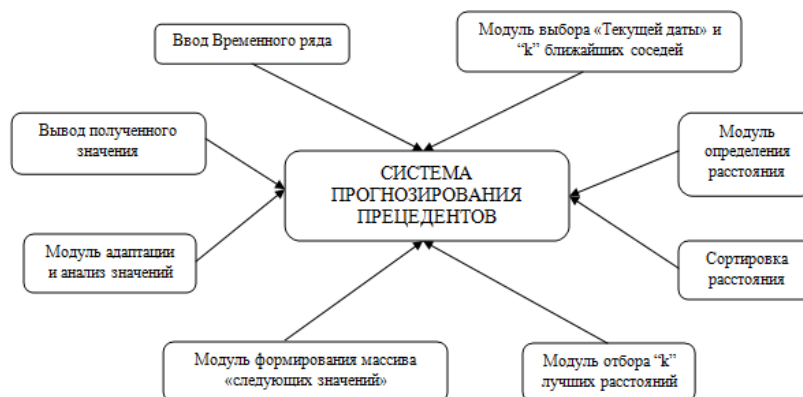 Ввод Временного ряда
Модуль выбора «Текущей даты» и
“k” ближайших соседей
Вывод полученного
значения
СИСТЕМА
ПРОГНОЗИРОВАНИЯ
ПРЕЦЕДЕНТОВ
Модуль
определения
расстояния
Модуль адаптации
и анализ значений
Сортировка
расстояния
Модуль формирования массива
«следующих значений»
Модуль отбора “k”
лучших расстояний